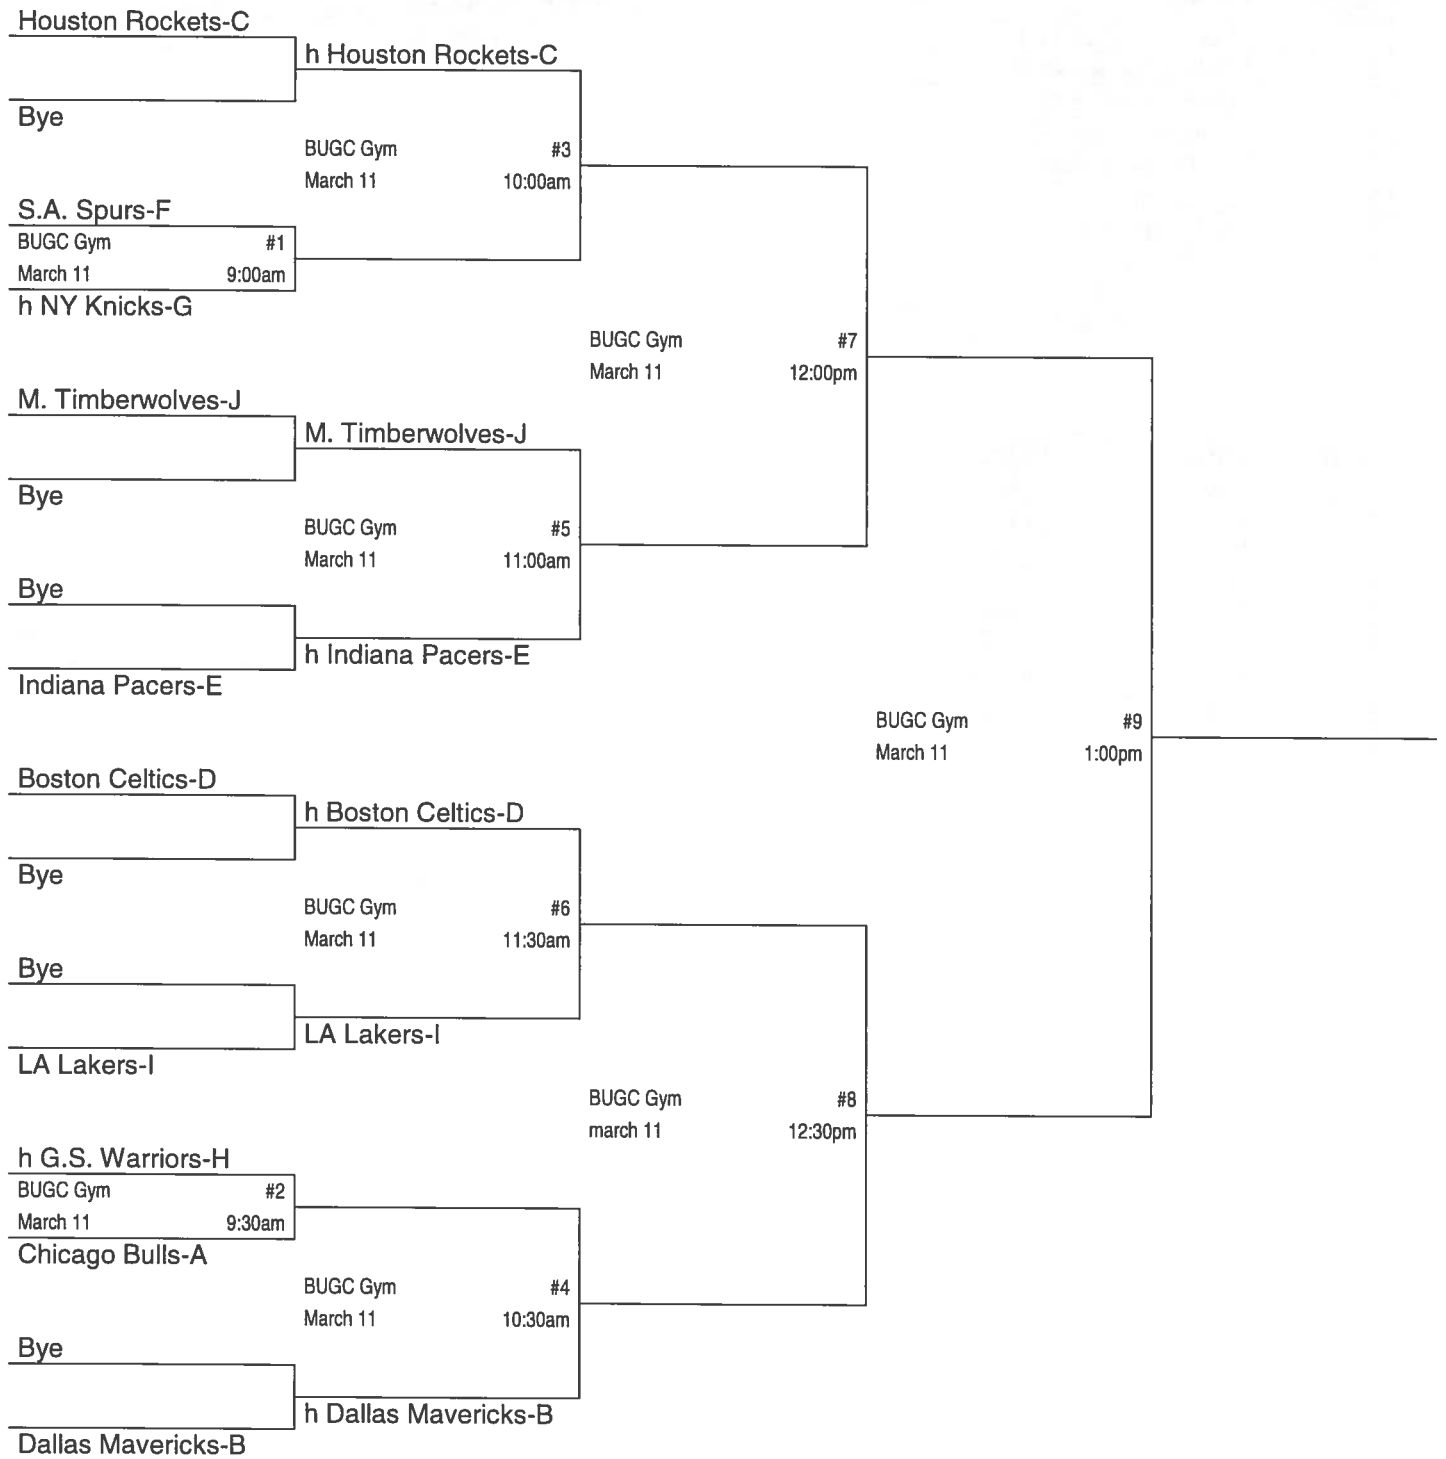 Houston Rockets-C
h Houston Rockets-C
Bye
BUGC Gym #3
March 11 10:00am
S.A. Spurs-F
BUGC Gym #1
March 11 9:00am
h NY Knicks-G
BUGC Gym #7
March 11 12:00pm
M. Timberwolves-J
M. Timberwolves-J
Bye
BUGC Gym #5
March 11 11:00am
Bye
h Indiana Pacers-E
Indiana Pacers-E
BUGC Gym #9
March 11 1:00pm
Boston Celtics-D
h Boston Celtics-D
Bye
BUGC Gym #6
March 11 11:30am
Bye
LA Lakers-I
LA Lakers-I
BUGC Gym #8
march 11 12:30pm
h G.S. Warriors-H
BUGC Gym #2
March 11 9:30am
Chicago Bulls-A
BUGC Gym #4
March 11 10:30am
Bye
h Dallas Mavericks-B
Dallas Mavericks-B